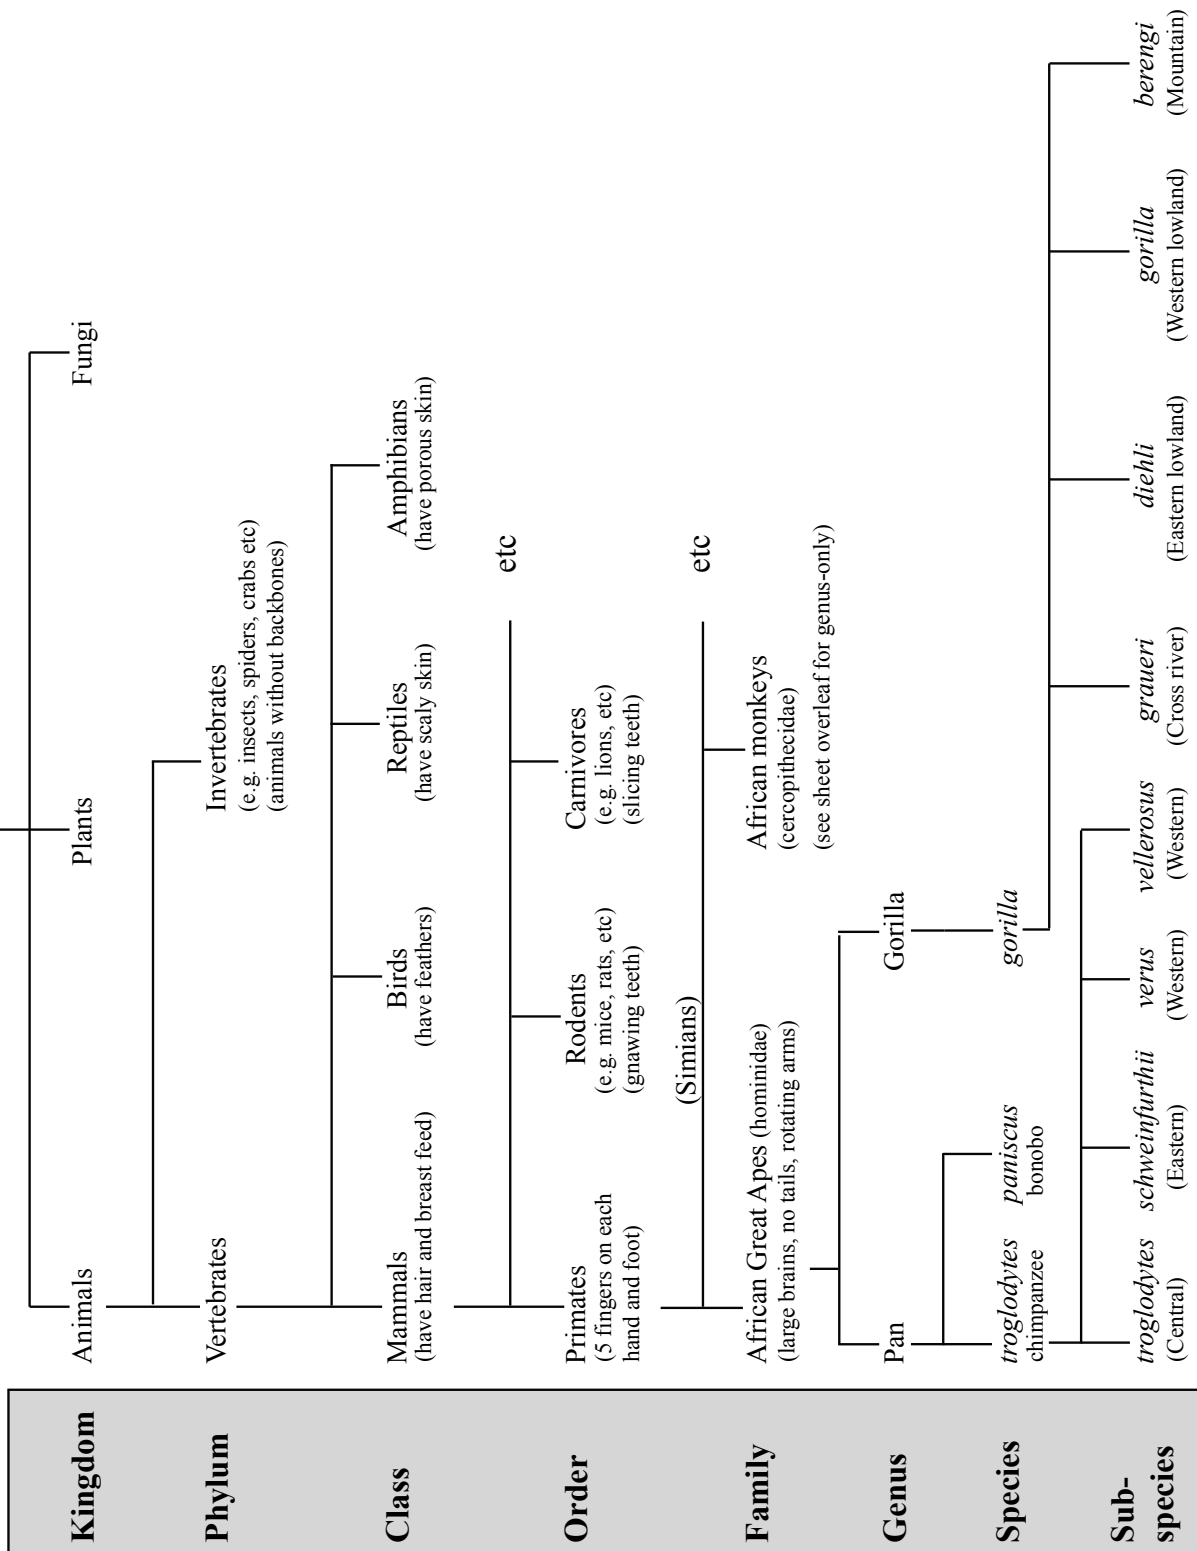 Kingdom
Animals
Plants
Fungi
Phylum
Vertebrates
Invertebrates
(e.g. insects, spiders, crabs etc)
(animals without backbones)
Class
Mammals
(have hair and breast feed)
Birds
(have feathers)
Reptiles
(have scaly skin)
Amphibians
(have porous skin)
Order
Primates
(5 fingers on each
hand and foot)
Rodents
(e.g. mice, rats, etc)
(gnawing teeth)
Carnivores
(e.g. lions, etc)
(slicing teeth)
etc
(Simians)
Family
African Great Apes (hominidae)
(large brains, no tails, rotating arms)
African monkeys
(cercopithecidae)
(see sheet overleaf for genus-only)
etc
Genus
Pan
Gorilla
Species
troglodytes
chimpanzee
paniscus
bonobo
gorilla
Sub-
species
troglodytes
(Central)
schweinfurthii
(Eastern)
verus
(Western)
vellerosus
(Western)
graueri
(Cross river)
diehli
(Eastern lowland)
gorilla
(Western lowland)
berengi
(Mountain)